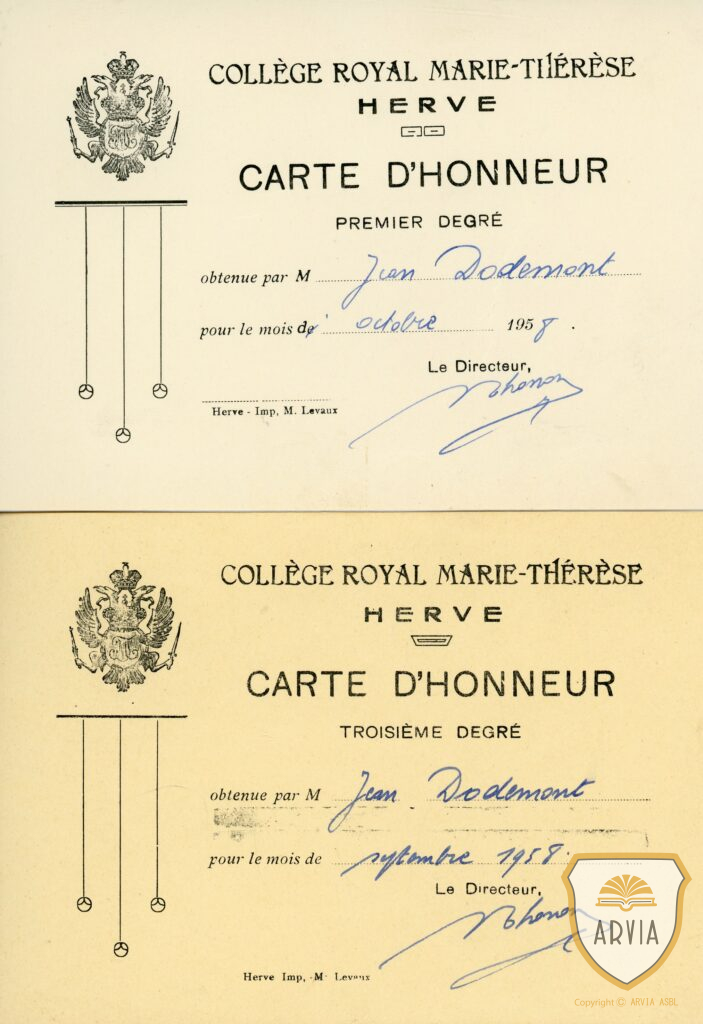 COLLÈGE ROYAL MARIE-THÉRÈSE
HERVE
CARTE D'HONNEUR
PREMIER DEGRÉ
obtenue par M Jean Dodemont
pour le mois d' octobre 1958.
Le Directeur,
Herve - Imp, M. Levaux
COLLÈGE ROYAL MARIE-THÉRÈSE
HERVE
CARTE D'HONNEUR
TROISIÈME DEGRÉ
obtenue par M Jean Dodemont
pour le mois de septembre 1958.
Le Directeur,
Herve Imp, M. Levaux
ARVIA
Copyright © ARVIA ASBL